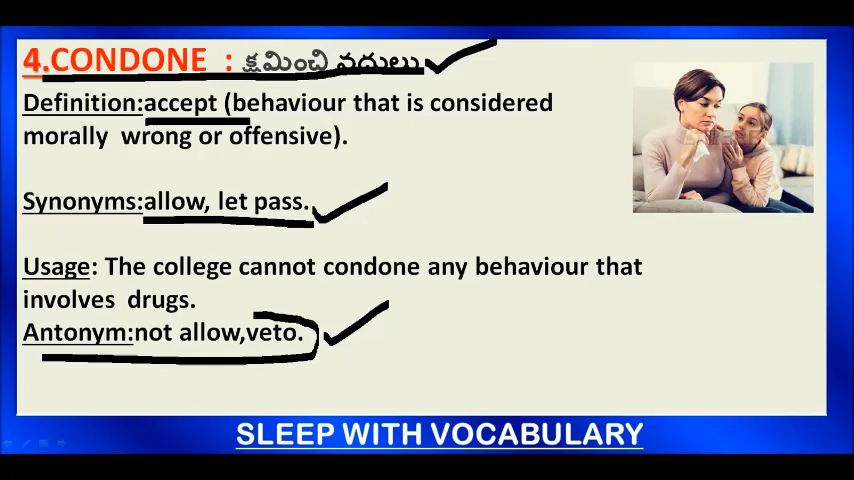 4.CONDONE : క్షమించి వదులు
Definition:accept (behaviour that is considered
morally wrong or offensive).
Synonyms:allow, let pass.
Usage: The college cannot condone any behaviour that
involves drugs.
Antonym:not allow,veto.
SLEEP WITH VOCABULARY